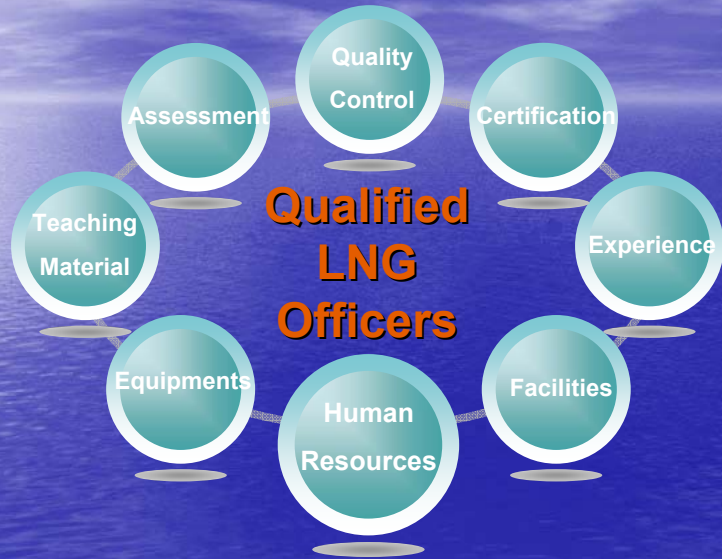 Quality
Control
Assessment
Certification
Qualified
LNG
Officers
Teaching
Material
Experience
Equipments
Facilities
Human
Resources